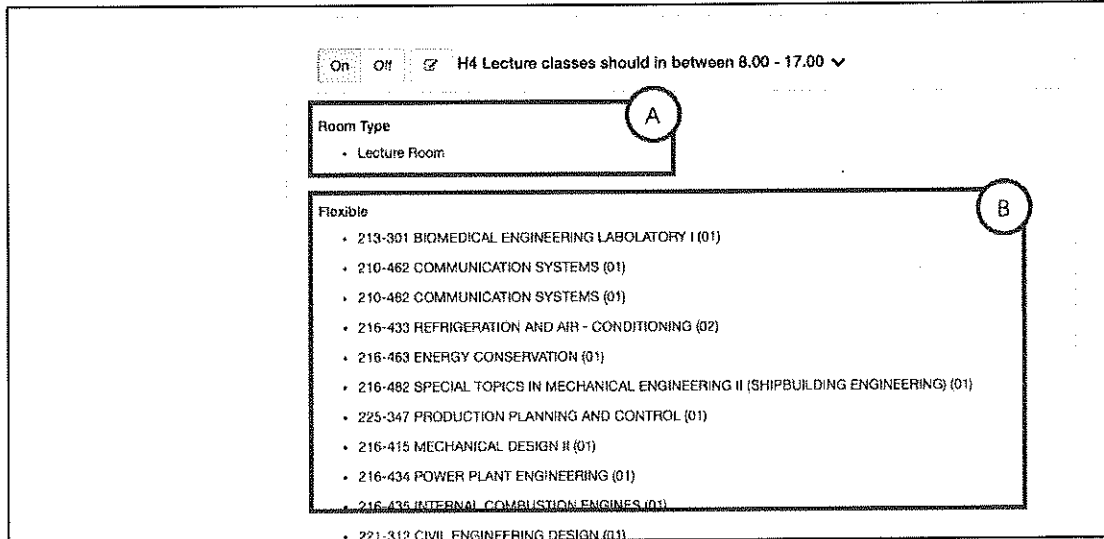 On Off H4 Lecture classes should in between 8.00 - 17.00
A
Room Type
• Lecture Room
B
Flexible
• 213-301 BIOMEDICAL ENGINEERING LABOLATORY I (01)
• 210-462 COMMUNICATION SYSTEMS (01)
• 210-462 COMMUNICATION SYSTEMS (01)
• 216-433 REFRIGERATION AND AIR - CONDITIONING (02)
• 216-463 ENERGY CONSERVATION (01)
• 216-482 SPECIAL TOPICS IN MECHANICAL ENGINEERING II (SHIPBUILDING ENGINEERING) (01)
• 225-347 PRODUCTION PLANNING AND CONTROL (01)
• 216-415 MECHANICAL DESIGN II (01)
• 216-434 POWER PLANT ENGINEERING (01)
• 216-435 INTERNAL COMBUSTION ENGINES (01)
• 221-312 CIVIL ENGINEERING DESIGN (01)